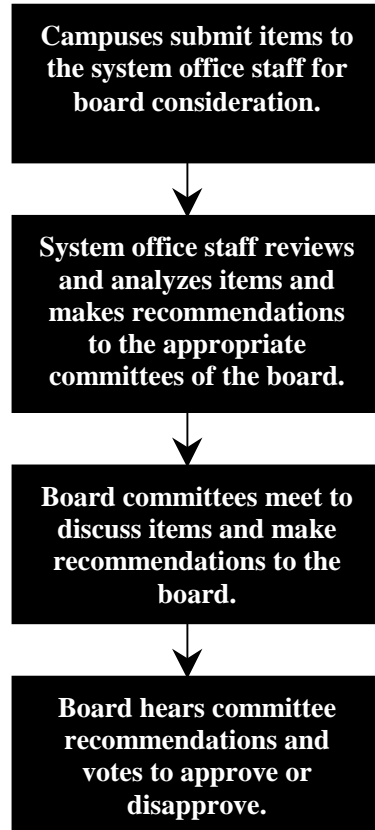 Campuses submit items to
the system office staff for
board consideration.
System office staff reviews
and analyzes items and
makes recommendations
to the appropriate
committees of the board.
Board committees meet to
discuss items and make
recommendations to the
board.
Board hears committee
recommendations and
votes to approve or
disapprove.